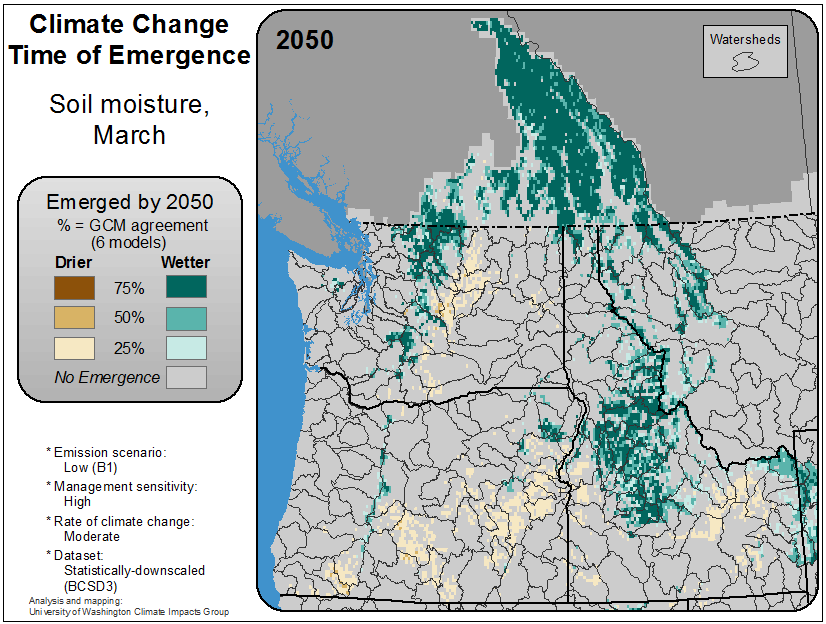 Climate Change
Time of Emergence
Soil moisture,
March
Emerged by 2050
% = GCM agreement
(6 models)
Drier Wetter
75%
50%
25%
No Emergence
* Emission scenario:
Low (B1)
* Management sensitivity:
High
* Rate of climate change:
Moderate
* Dataset:
Statistically-downscaled
(BCSD3)
Analysis and mapping:
University of Washington Climate Impacts Group
2050
Watersheds